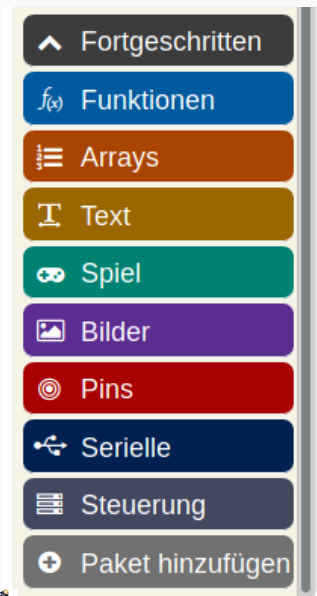 Fortgeschritten
f(x) Funktionen
Arrays
Text
Spiel
Bilder
Pins
Serielle
Steuerung
Paket hinzufügen